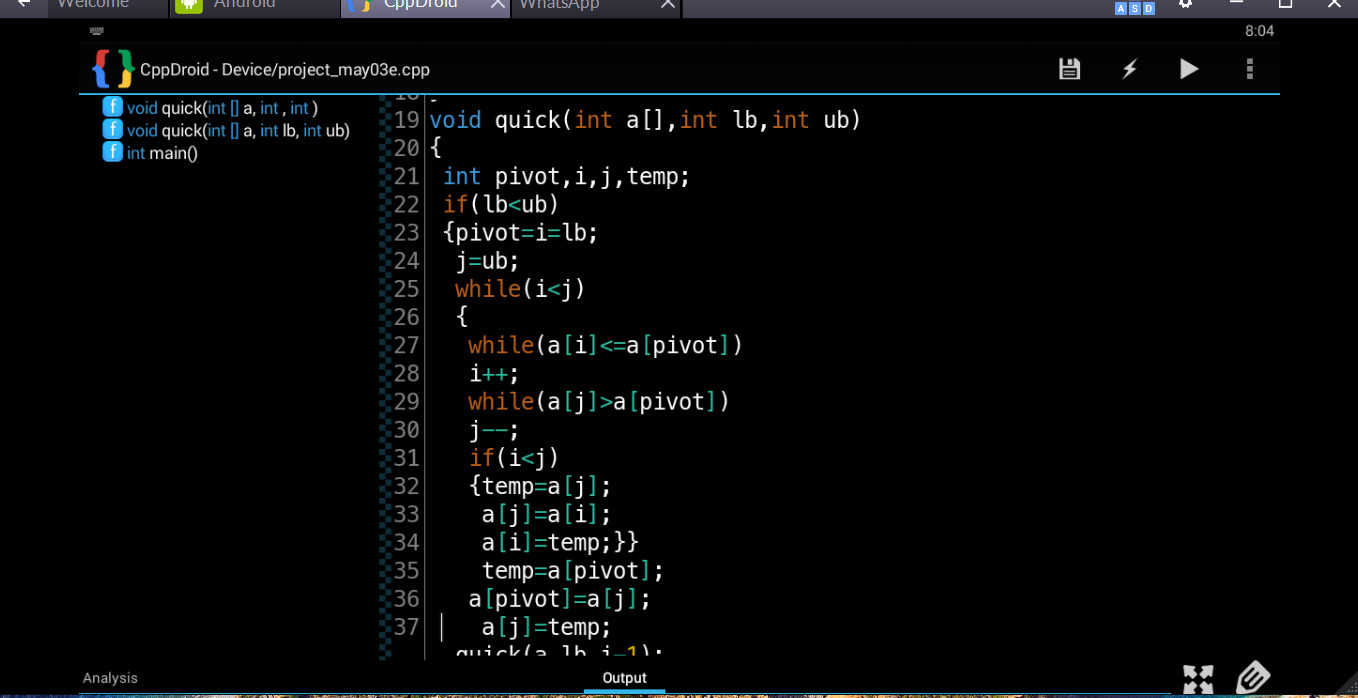 Welcome
Android
CppDroid
WhatsApp
A S D
8:04
CppDroid - Device/project_may03e.cpp
f void quick(int [] a, int , int )
f void quick(int [] a, int lb, int ub)
f int main()
18 }
19 void quick(int a[],int lb,int ub)
20 {
21 int pivot,i,j,temp;
22 if(lb<ub)
23 {pivot=i=lb;
24 j=ub;
25 while(i<j)
26 {
27 while(a[i]<=a[pivot])
28 i++;
29 while(a[j]>a[pivot])
30 j--;
31 if(i<j)
32 {temp=a[j];
33 a[j]=a[i];
34 a[i]=temp;}}
35 temp=a[pivot];
36 a[pivot]=a[j];
37 a[j]=temp;
quick(a,lb,j-1);
Analysis
Output